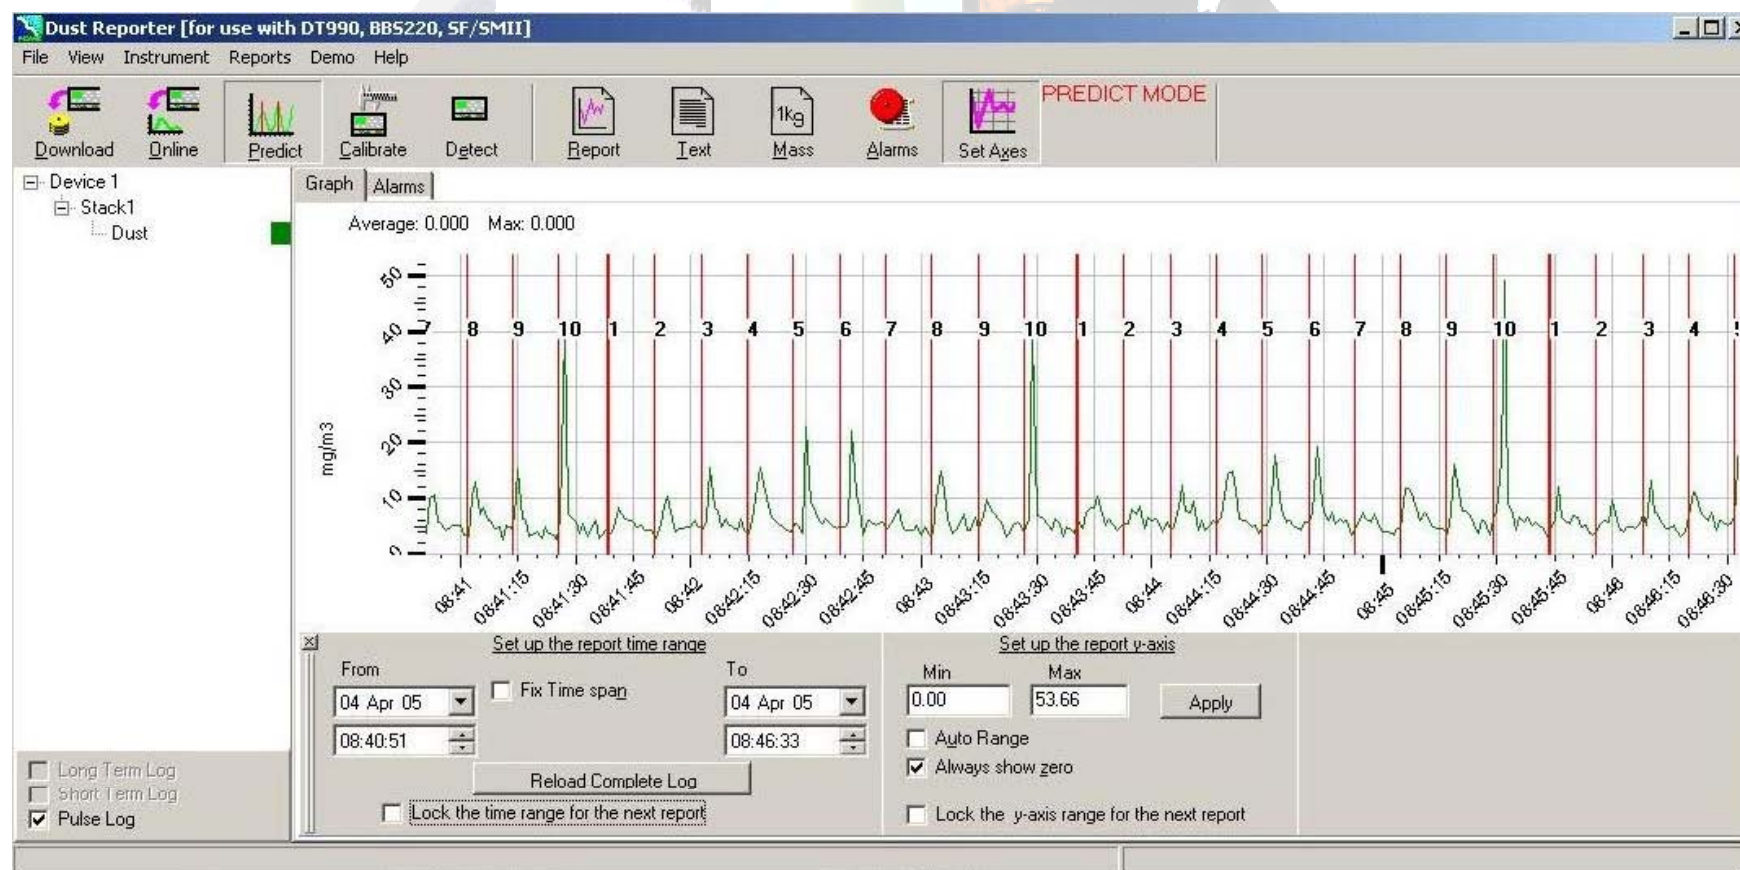 Dust Reporter [for use with DT990, BB5220, SF/SMII]
File View Instrument Reports Demo Help
PREDICT MODE
1kg
Download Online Predict Calibrate Detect Report Text Mass Alarms Set Axes
Device 1
Stack1
Dust
Graph Alarms
Average: 0.000 Max: 0.000
50
40 7 8 9 10 1 2 3 4 5 6 7 8 9 10 1 2 3 4 5 6 7 8 9 10 1 2 3 4 5
30
20
mg/m3
10
0
08:41 08:41:15 08:41:30 08:41:45 08:42 08:42:15 08:42:30 08:42:45 08:43 08:43:15 08:43:30 08:43:45 08:44 08:44:15 08:44:30 08:44:45 08:45 08:45:15 08:45:30 08:45:45 08:46 08:46:15 08:46:30
Set up the report time range
From
To
Fix Time span
04 Apr 05
04 Apr 05
08:40:51
08:46:33
Reload Complete Log
Lock the time range for the next report
Set up the report y-axis
Min Max
0.00 53.66 Apply
Auto Range
Always show zero
Lock the y-axis range for the next report
Long Term Log
Short Term Log
Pulse Log